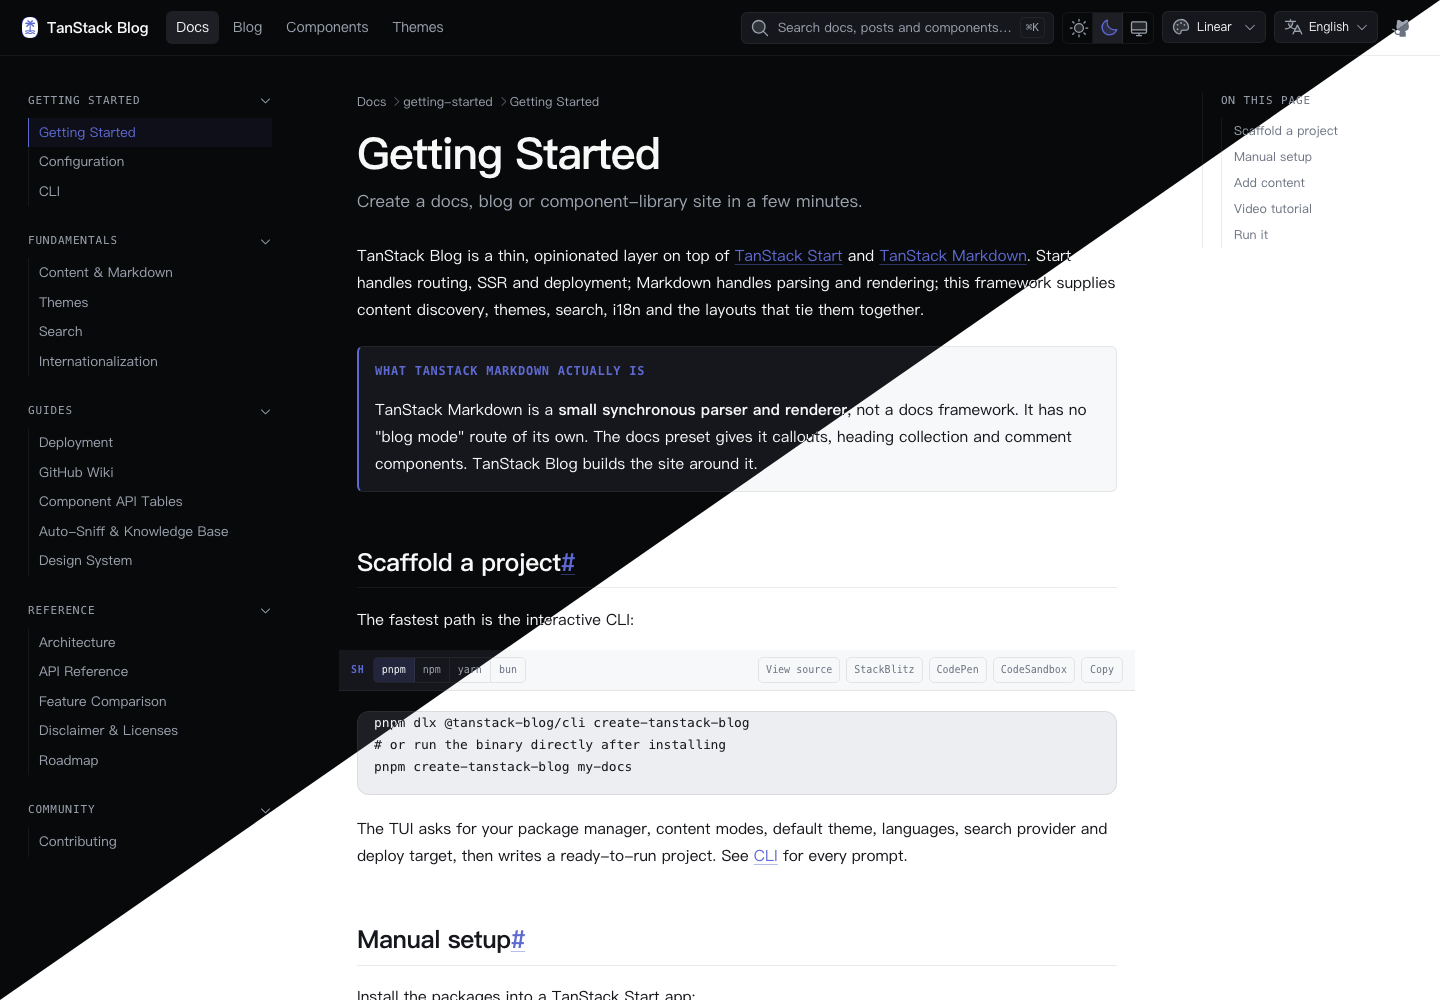 TanStack Blog
Docs
Blog
Components
Themes
Search docs, posts and components...
⌘K
Linear
English
GETTING STARTED
Getting Started
Configuration
CLI
FUNDAMENTALS
Content & Markdown
Themes
Search
Internationalization
GUIDES
Deployment
GitHub Wiki
Component API Tables
Auto-Sniff & Knowledge Base
Design System
REFERENCE
Architecture
API Reference
Feature Comparison
Disclaimer & Licenses
Roadmap
COMMUNITY
Contributing
Docs > getting-started > Getting Started
Getting Started
Create a docs, blog or component-library site in a few minutes.
TanStack Blog is a thin, opinionated layer on top of TanStack Start and TanStack Markdown. Start
handles routing, SSR and deployment; Markdown handles parsing and rendering; this framework supplies
content discovery, themes, search, i18n and the layouts that tie them together.
WHAT TANSTACK MARKDOWN ACTUALLY IS
TanStack Markdown is a small synchronous parser and renderer, not a docs framework. It has no
"blog mode" route of its own. The docs preset gives it callouts, heading collection and comment
components. TanStack Blog builds the site around it.
Scaffold a project#
The fastest path is the interactive CLI:
SH
pnpm
npm
yarn
bun
View source
StackBlitz
CodePen
CodeSandbox
Copy
pnpm dlx @tanstack-blog/cli create-tanstack-blog
# or run the binary directly after installing
pnpm create-tanstack-blog my-docs
The TUI asks for your package manager, content modes, default theme, languages, search provider and
deploy target, then writes a ready-to-run project. See CLI for every prompt.
Manual setup#
Install the packages into a TanStack Start app:
ON THIS PAGE
Scaffold a project
Manual setup
Add content
Video tutorial
Run it